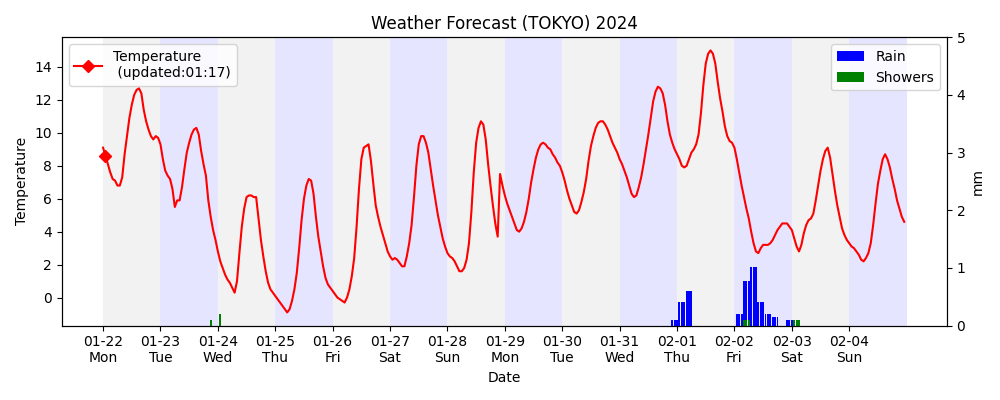 Weather Forecast (TOKYO) 2024
Temperature
(updated:01:17)
Rain
Showers
Temperature
14
12
10
8
6
4
2
0
5
4
3
2
1
0
mm
01-22 01-23 01-24 01-25 01-26 01-27 01-28 01-29 01-30 01-31 02-01 02-02 02-03 02-04
Mon Tue Wed Thu Fri Sat Sun Mon Tue Wed Thu Fri Sat Sun
Date